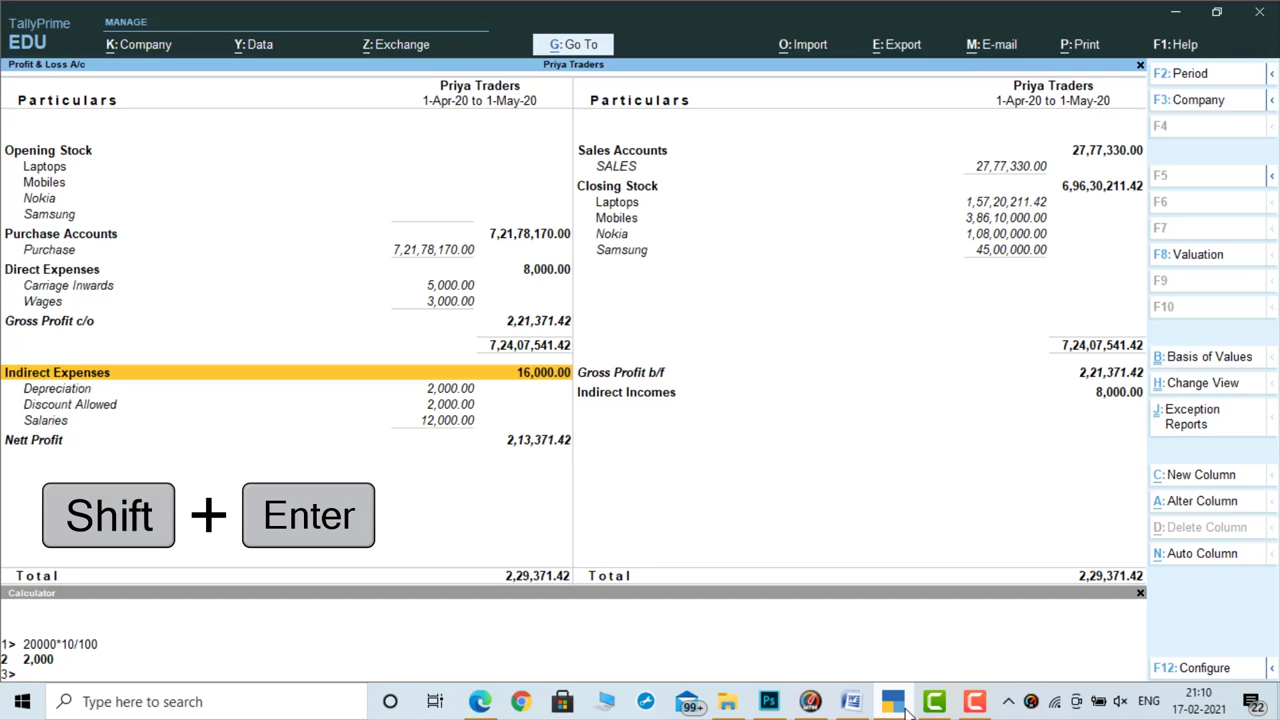 TallyPrime
EDU
MANAGE
K: Company
Y: Data
Z: Exchange
G: Go To
O: Import
E: Export
M: E-mail
P: Print
F1: Help
Profit & Loss A/c
Priya Traders
Particulars
Priya Traders
1-Apr-20 to 1-May-20
Opening Stock
Laptops
Mobiles
Nokia
Samsung
Purchase Accounts 7,21,78,170.00
Purchase 7,21,78,170.00
Direct Expenses 8,000.00
Carriage Inwards 5,000.00
Wages 3,000.00
Gross Profit c/o 2,21,371.42
7,24,07,541.42
Indirect Expenses 16,000.00
Depreciation 2,000.00
Discount Allowed 2,000.00
Salaries 12,000.00
Nett Profit 2,13,371.42
Shift + Enter
Total 2,29,371.42
Particulars
Priya Traders
1-Apr-20 to 1-May-20
Sales Accounts 27,77,330.00
SALES 27,77,330.00
Closing Stock 6,96,30,211.42
Laptops 1,57,20,211.42
Mobiles 3,86,10,000.00
Nokia 1,08,00,000.00
Samsung 45,00,000.00
7,24,07,541.42
Gross Profit b/f 2,21,371.42
Indirect Incomes 8,000.00
Total 2,29,371.42
F2: Period
F3: Company
F4
F5
F6
F7
F8: Valuation
F9
F10
B: Basis of Values
H: Change View
J: Exception
Reports
C: New Column
A: Alter Column
D: Delete Column
N: Auto Column
F12: Configure
Calculator
1> 20000*10/100
2 2,000
3>
Type here to search
99+
Ps
W
C
C
ENG
21:10
17-02-2021
22